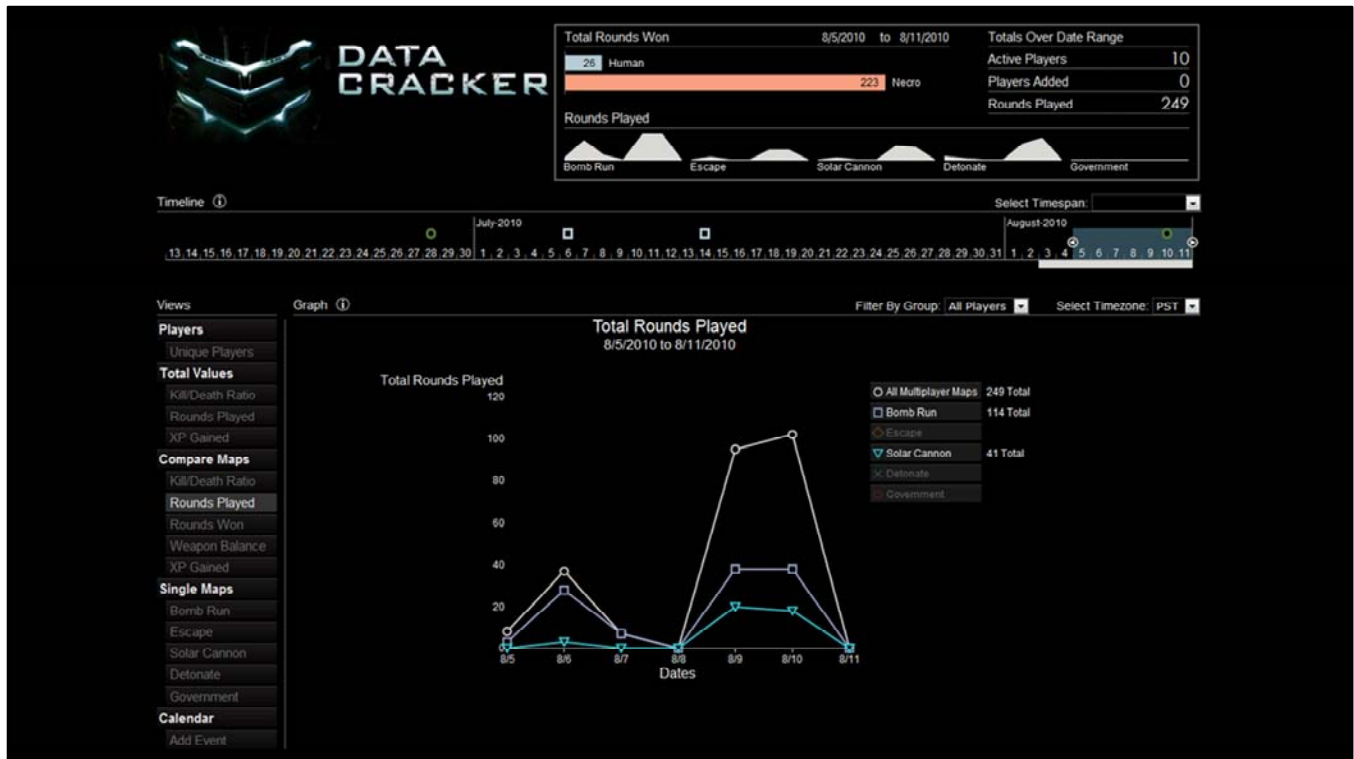 DATA
CRACKER
Total Rounds Won 8/5/2010 to 8/11/2010
26 Human
223 Necro
Totals Over Date Range
Active Players 10
Players Added 0
Rounds Played 249
Rounds Played
Bomb Run Escape Solar Cannon Detonate Government
Timeline
Select Timespan:
July-2010 August-2010
13 14 15 16 17 18 19 20 21 22 23 24 25 26 27 28 29 30 1 2 3 4 5 6 7 8 9 10 11 12 13 14 15 16 17 18 19 20 21 22 23 24 25 26 27 28 29 30 31 1 2 3 4 5 6 7 8 9 10 11
Views
Players
Unique Players
Total Values
Kill/Death Ratio
Rounds Played
XP Gained
Compare Maps
Kill/Death Ratio
Rounds Played
Rounds Won
Weapon Balance
XP Gained
Single Maps
Bomb Run
Escape
Solar Cannon
Detonate
Government
Calendar
Add Event
Graph
Filter By Group: All Players
Select Timezone: PST
Total Rounds Played
8/5/2010 to 8/11/2010
Total Rounds Played
120
100
80
60
40
20
0
8/5 8/6 8/7 8/8 8/9 8/10 8/11
Dates
All Multiplayer Maps 249 Total
Bomb Run 114 Total
Escape
Solar Cannon 41 Total
Detonate
Government